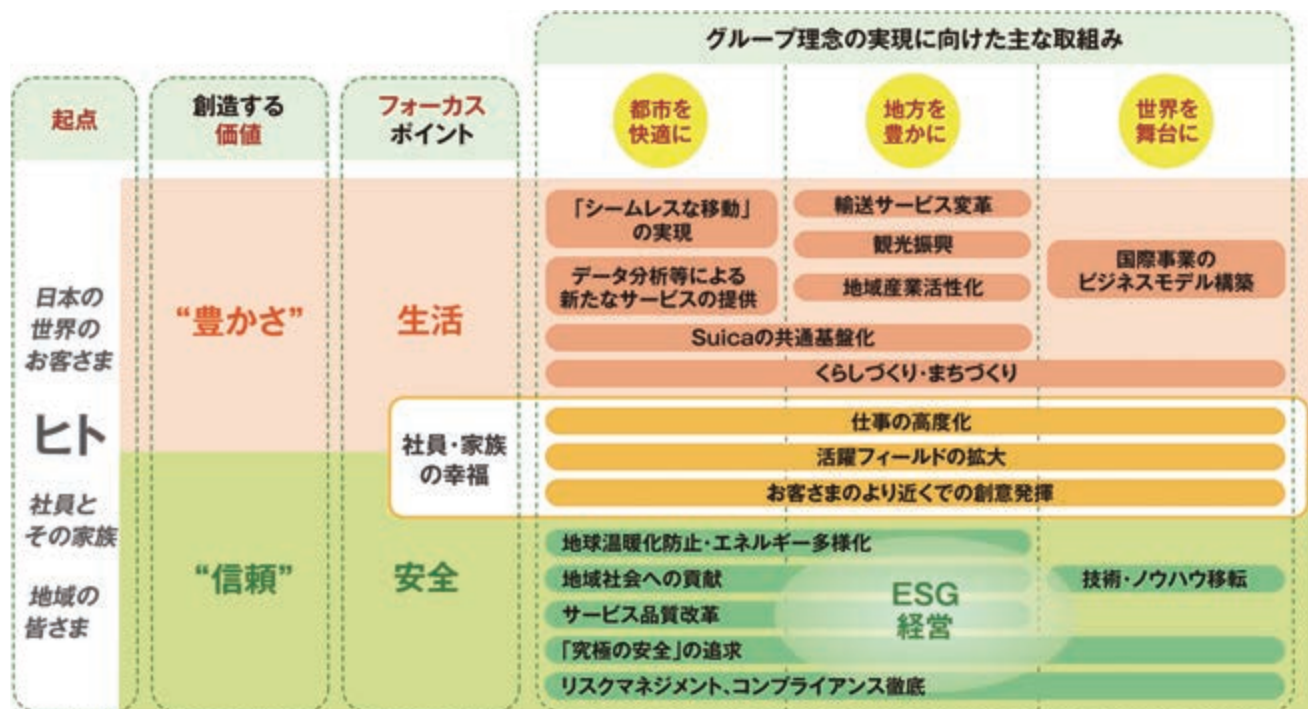 グループ理念の実現に向けた主な取組み
起点
創造する
価値
フォーカス
ポイント
都市を
快適に
地方を
豊かに
世界を
舞台に
日本の
世界の
お客さま
ヒト
社員と
その家族
地域の
皆さま
“豊かさ”
“信頼”
生活
社員・家族
の幸福
安全
「シームレスな移動」
の実現
データ分析等による
新たなサービスの提供
輸送サービス変革
観光振興
地域産業活性化
国際事業の
ビジネスモデル構築
Suicaの共通基盤化
くらしづくり・まちづくり
仕事の高度化
活躍フィールドの拡大
お客さまのより近くでの創意発揮
地球温暖化防止・エネルギー多様化
地域社会への貢献
サービス品質改革
「究極の安全」の追求
リスクマネジメント、コンプライアンス徹底
ESG
経営
技術・ノウハウ移転